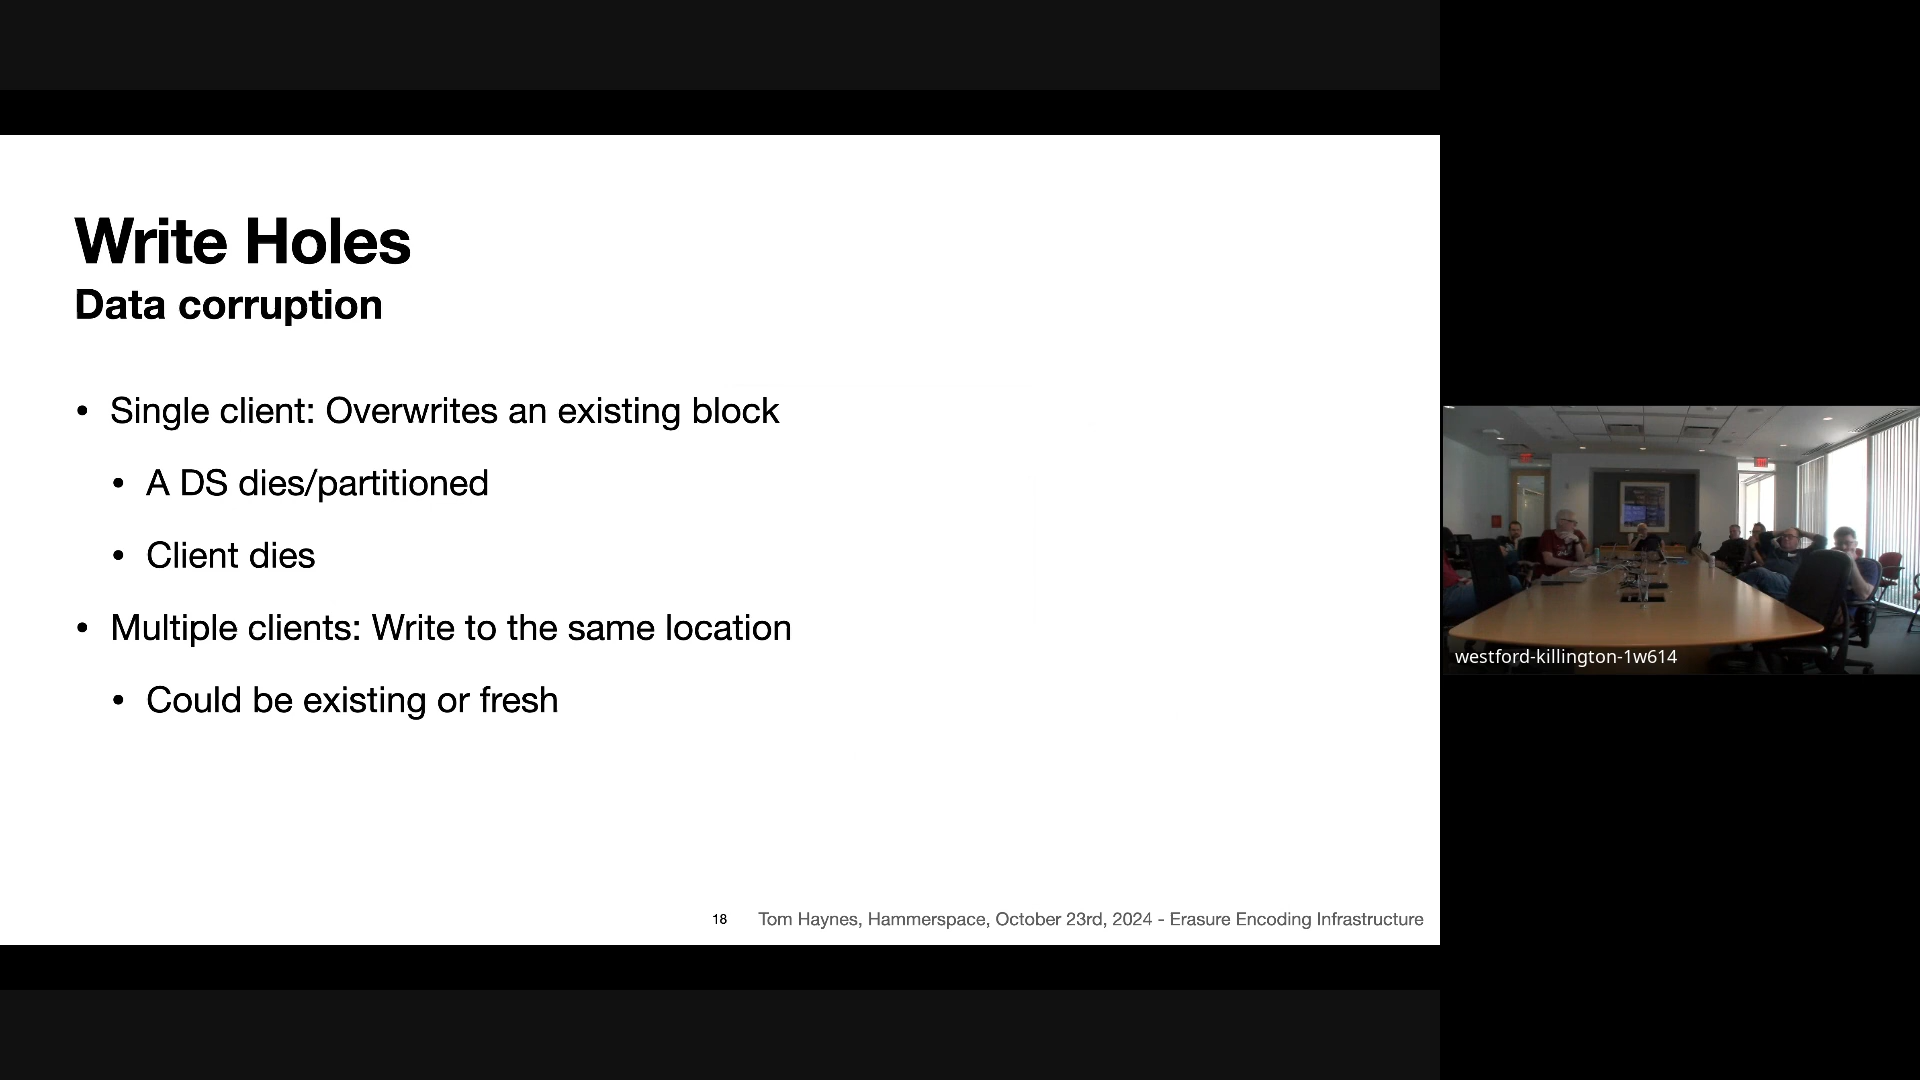 Write Holes
Data corruption
• Single client: Overwrites an existing block
• A DS dies/partitioned
• Client dies
• Multiple clients: Write to the same location
• Could be existing or fresh
18 Tom Haynes, Hammerspace, October 23rd, 2024 - Erasure Encoding Infrastructure
westford-killington-1w614